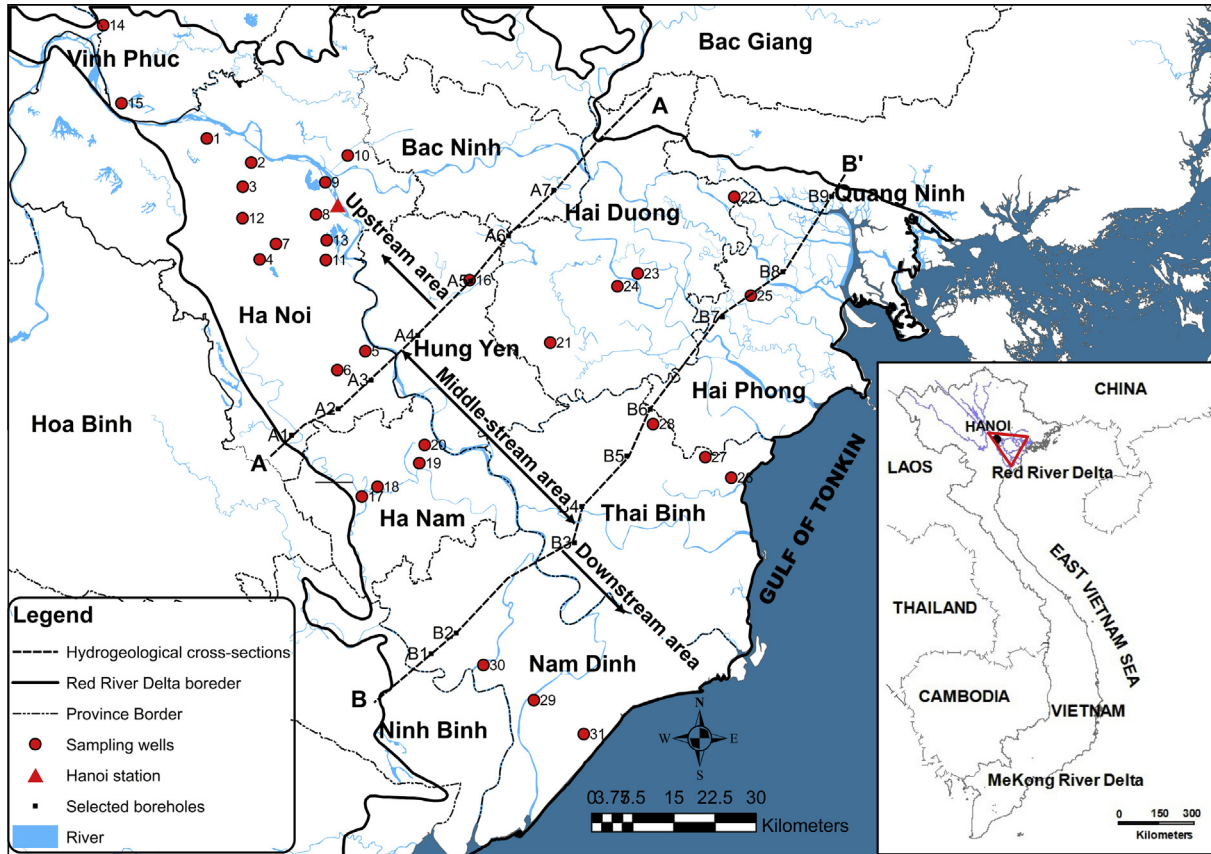 14
Vinh Phuc
15
Bac Giang
A
1
2
3
12
7
4
10
9
8
13
11
Bac Ninh
A7
Hai Duong
A6
Upstream area
A5
16
22
B'
B9
Quang Ninh
B8
23
24
25
B7
Ha Noi
A4
Hung Yen
21
5
6
A3
A2
A1
A
Hoa Binh
Middle-stream area
Hai Phong
B6
28
B5
27
26
20
19
18
17
Ha Nam
4
Thai Binh
B3
Downstream area
GULF OF TONKIN
B2
B1
B
30
Nam Dinh
29
31
Ninh Binh
N
W
E
S
0
3.75
7.5
15
22.5
30
Kilometers
Legend
Hydrogeological cross-sections
Red River Delta boreder
Province Border
Sampling wells
Hanoi station
Selected boreholes
River
CHINA
HANOI
LAOS
Red River Delta
THAILAND
EAST VIETNAM SEA
CAMBODIA
VIETNAM
MeKong River Delta
0 150 300
Kilometers